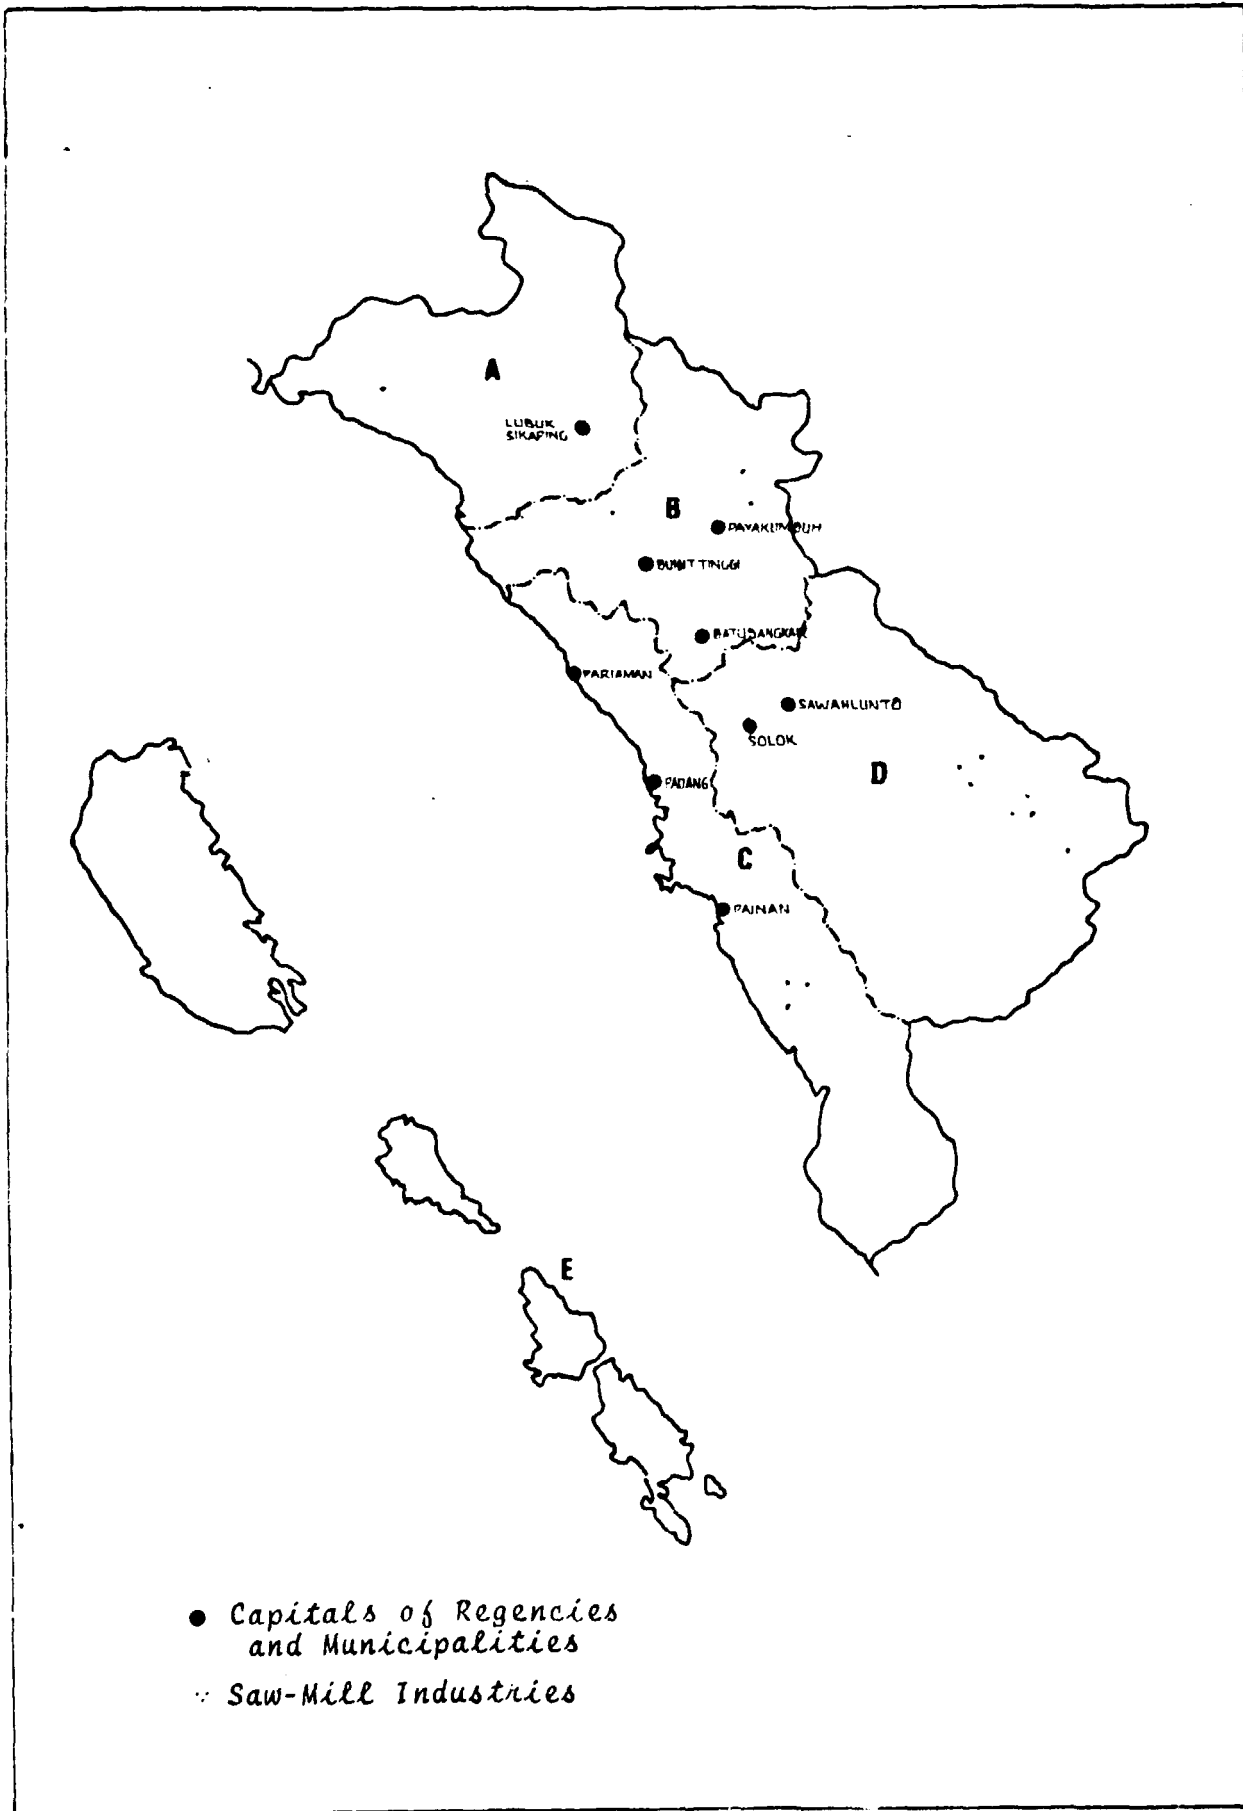 A
LUBUK
SIKAPING
B
PAYAKUMBUH
BUKIT TINGGI
BATUSANGKAR
PARIAMAN
SAWAHLUNTO
SOLOK
D
PADANG
C
PAINAN
E
Capitals of Regencies
and Municipalities
Saw-Mill Industries